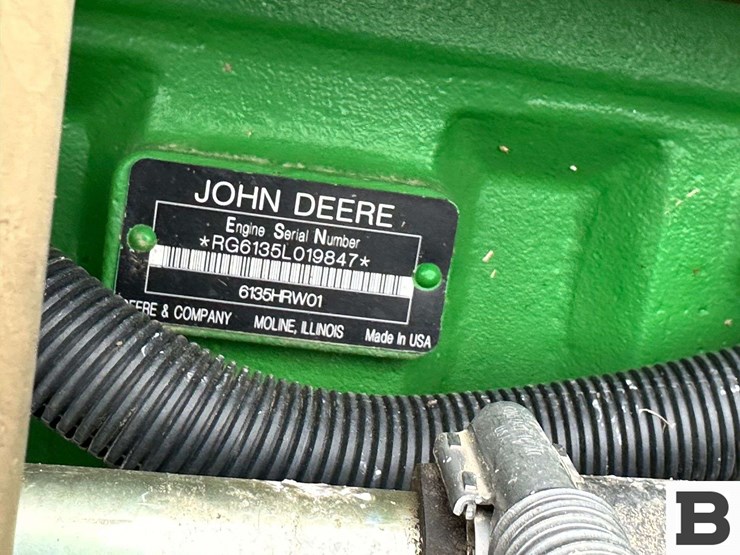 JOHN DEERE
Engine Serial Number
*RG6135L019847*
6135HRW01
EERE & COMPANY MOLINE, ILLINOIS Made in USA
B